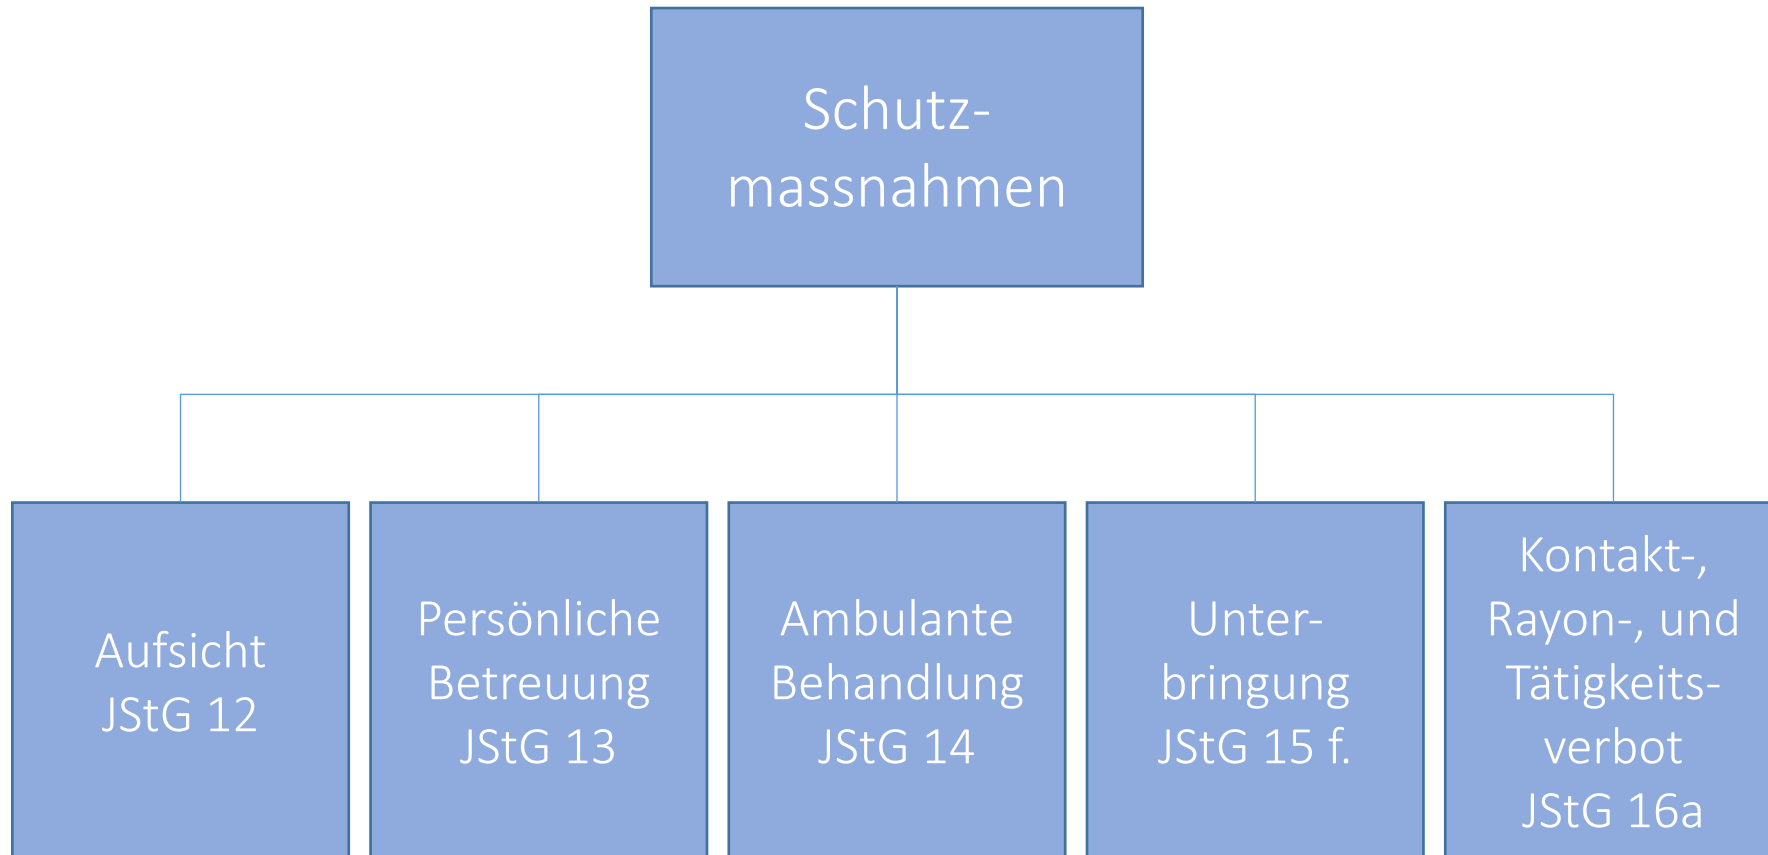 Schutz-
massnahmen
Aufsicht
JStG 12
Persönliche
Betreuung
JStG 13
Ambulante
Behandlung
JStG 14
Unter-
bringung
JStG 15 f.
Kontakt-,
Rayon-, und
Tätigkeits-
verbot
JStG 16a